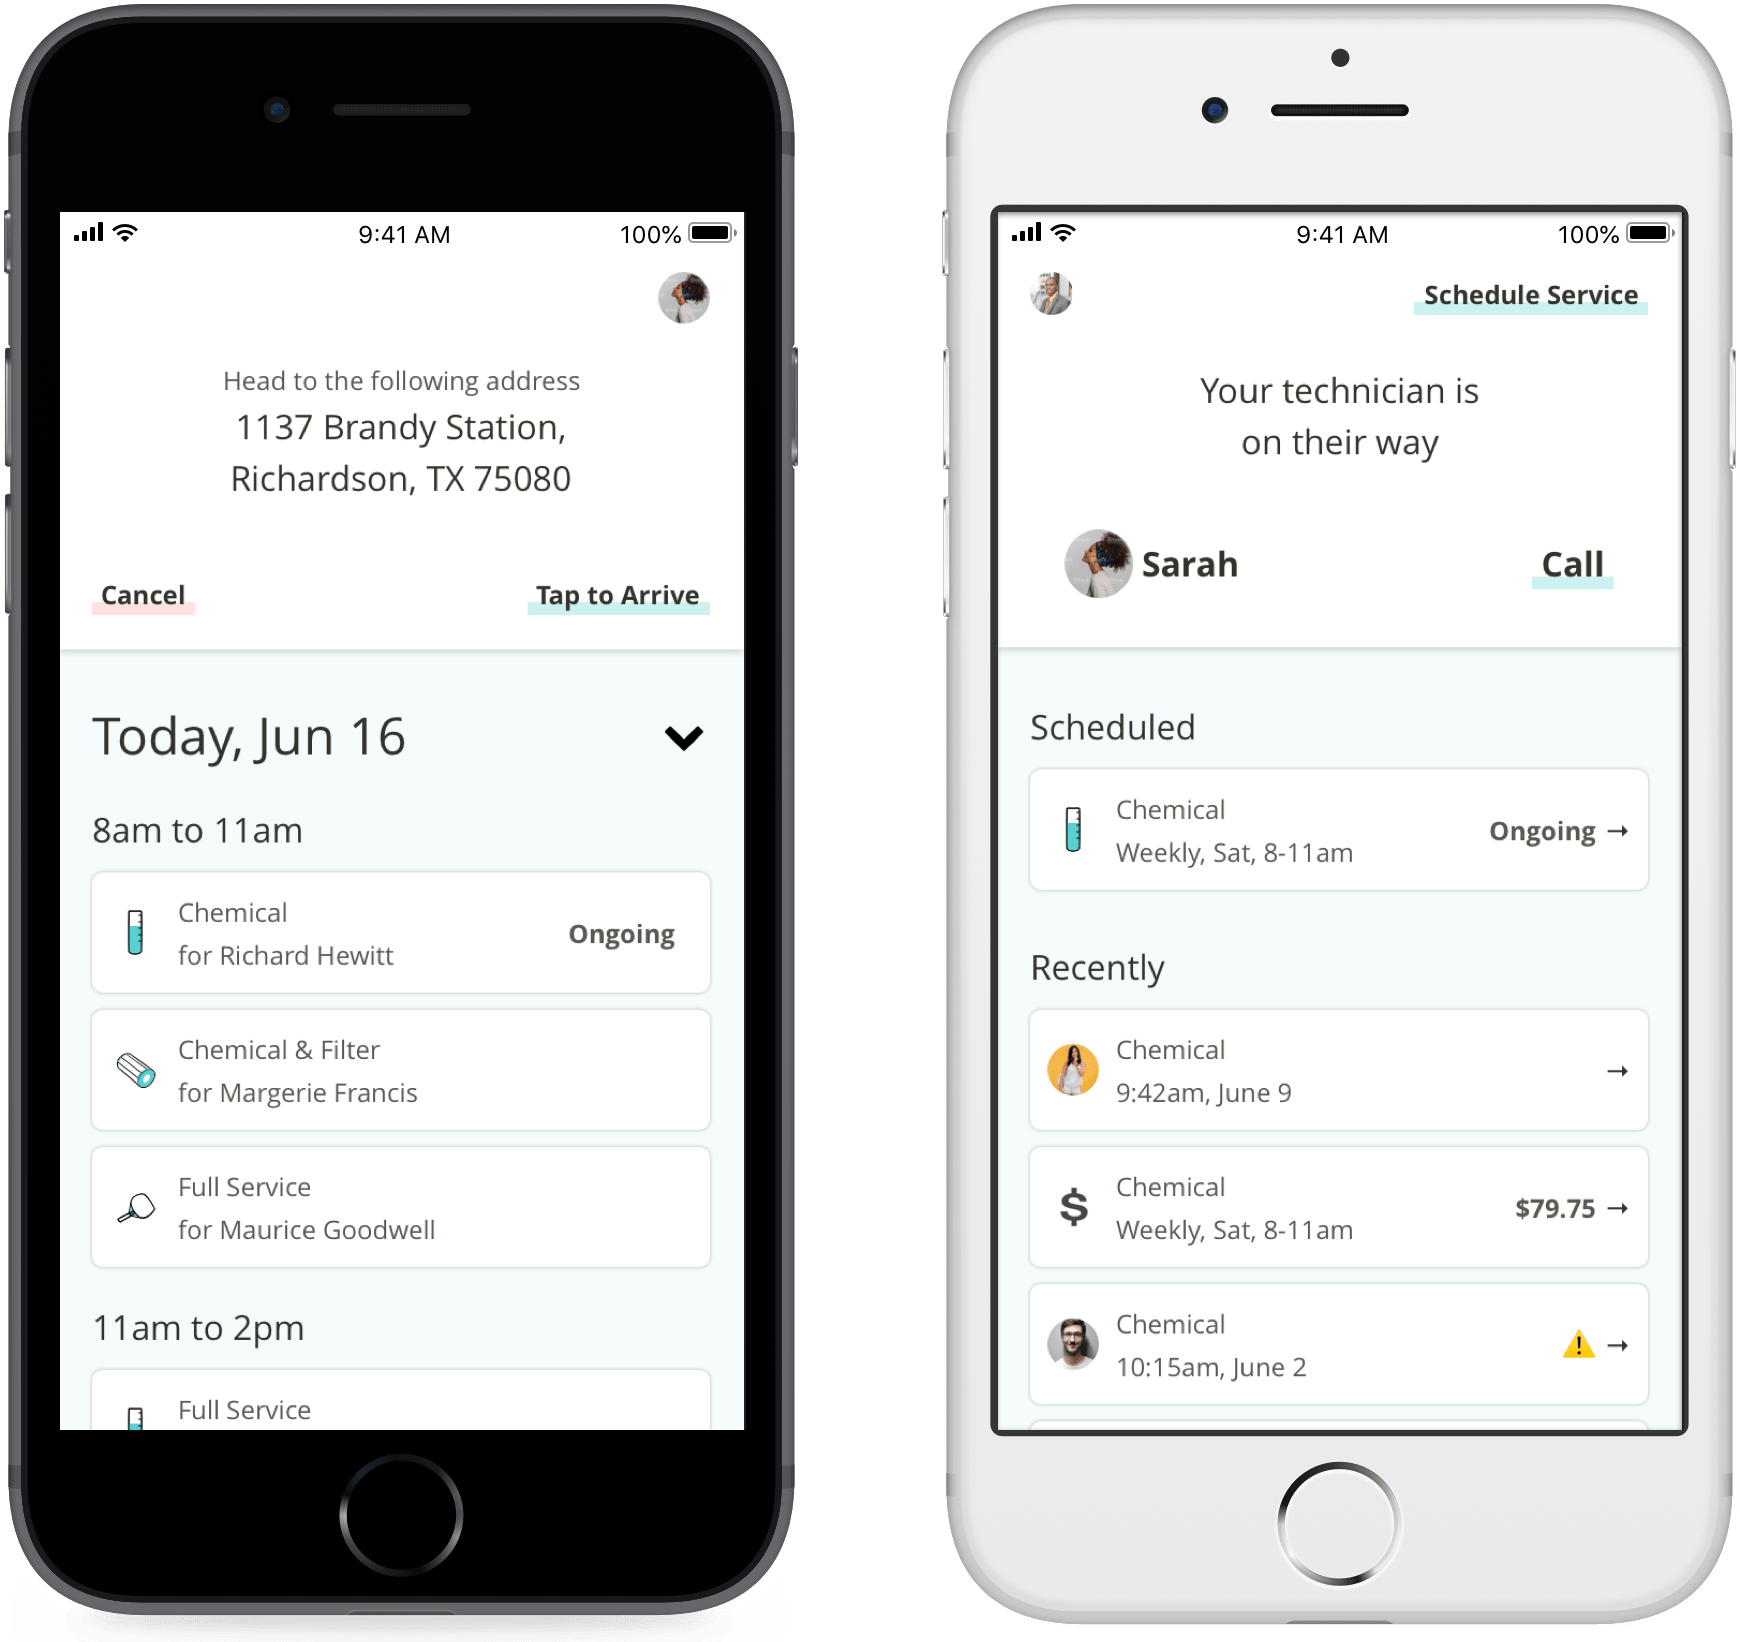 9:41 AM
100%
Head to the following address
1137 Brandy Station,
Richardson, TX 75080
Cancel
Tap to Arrive
Today, Jun 16
8am to 11am
Chemical
for Richard Hewitt
Ongoing
Chemical & Filter
for Margerie Francis
Full Service
for Maurice Goodwell
11am to 2pm
Full Service
9:41 AM
100%
Schedule Service
Your technician is
on their way
Sarah
Call
Scheduled
Chemical
Weekly, Sat, 8-11am
Ongoing →
Recently
Chemical
9:42am, June 9
→
$
Chemical
Weekly, Sat, 8-11am
$79.75 →
Chemical
10:15am, June 2
→